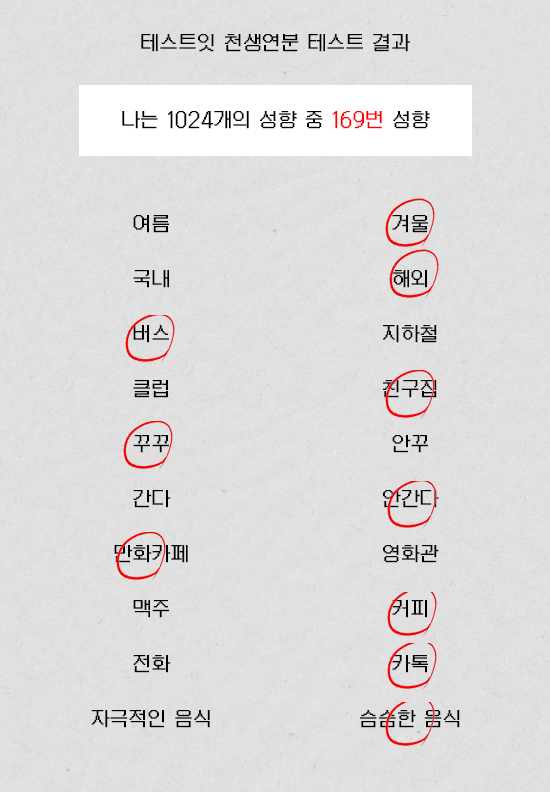 테스트잇 천생연분 테스트 결과
나는 1024개의 성향 중 169번 성향
여름 겨울
국내 해외
버스 지하철
클럽 친구집
꾸꾸 안꾸
간다 안간다
만화카페 영화관
맥주 커피
전화 카톡
자극적인 음식 슴슴한 음식